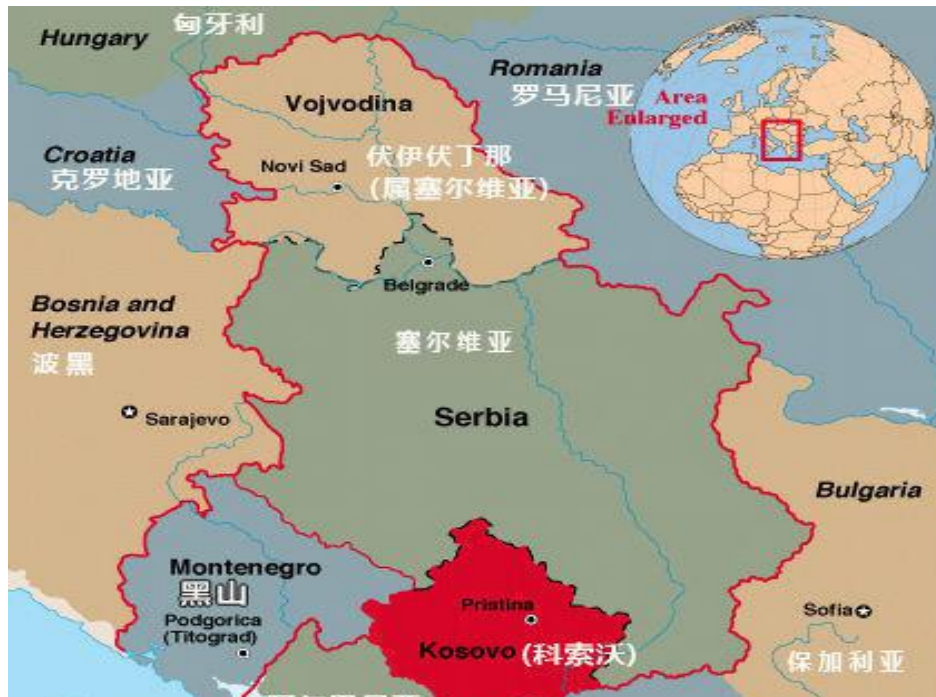 Hungary
匈牙利
Romania
罗马尼亚
Area
Enlarged
Vojvodina
Croatia
克罗地亚
Novi Sad
伏伊伏丁那
(属塞尔维亚)
s
Belgrade
Bosnia and
Herzegovina
波黑
塞尔维亚
Sarajevo
Serbia
Bulgaria
Montenegro
黑山
Podgorica
(Titograd)
Pristina
Kosovo (科索沃)
Sofia
保加利亚